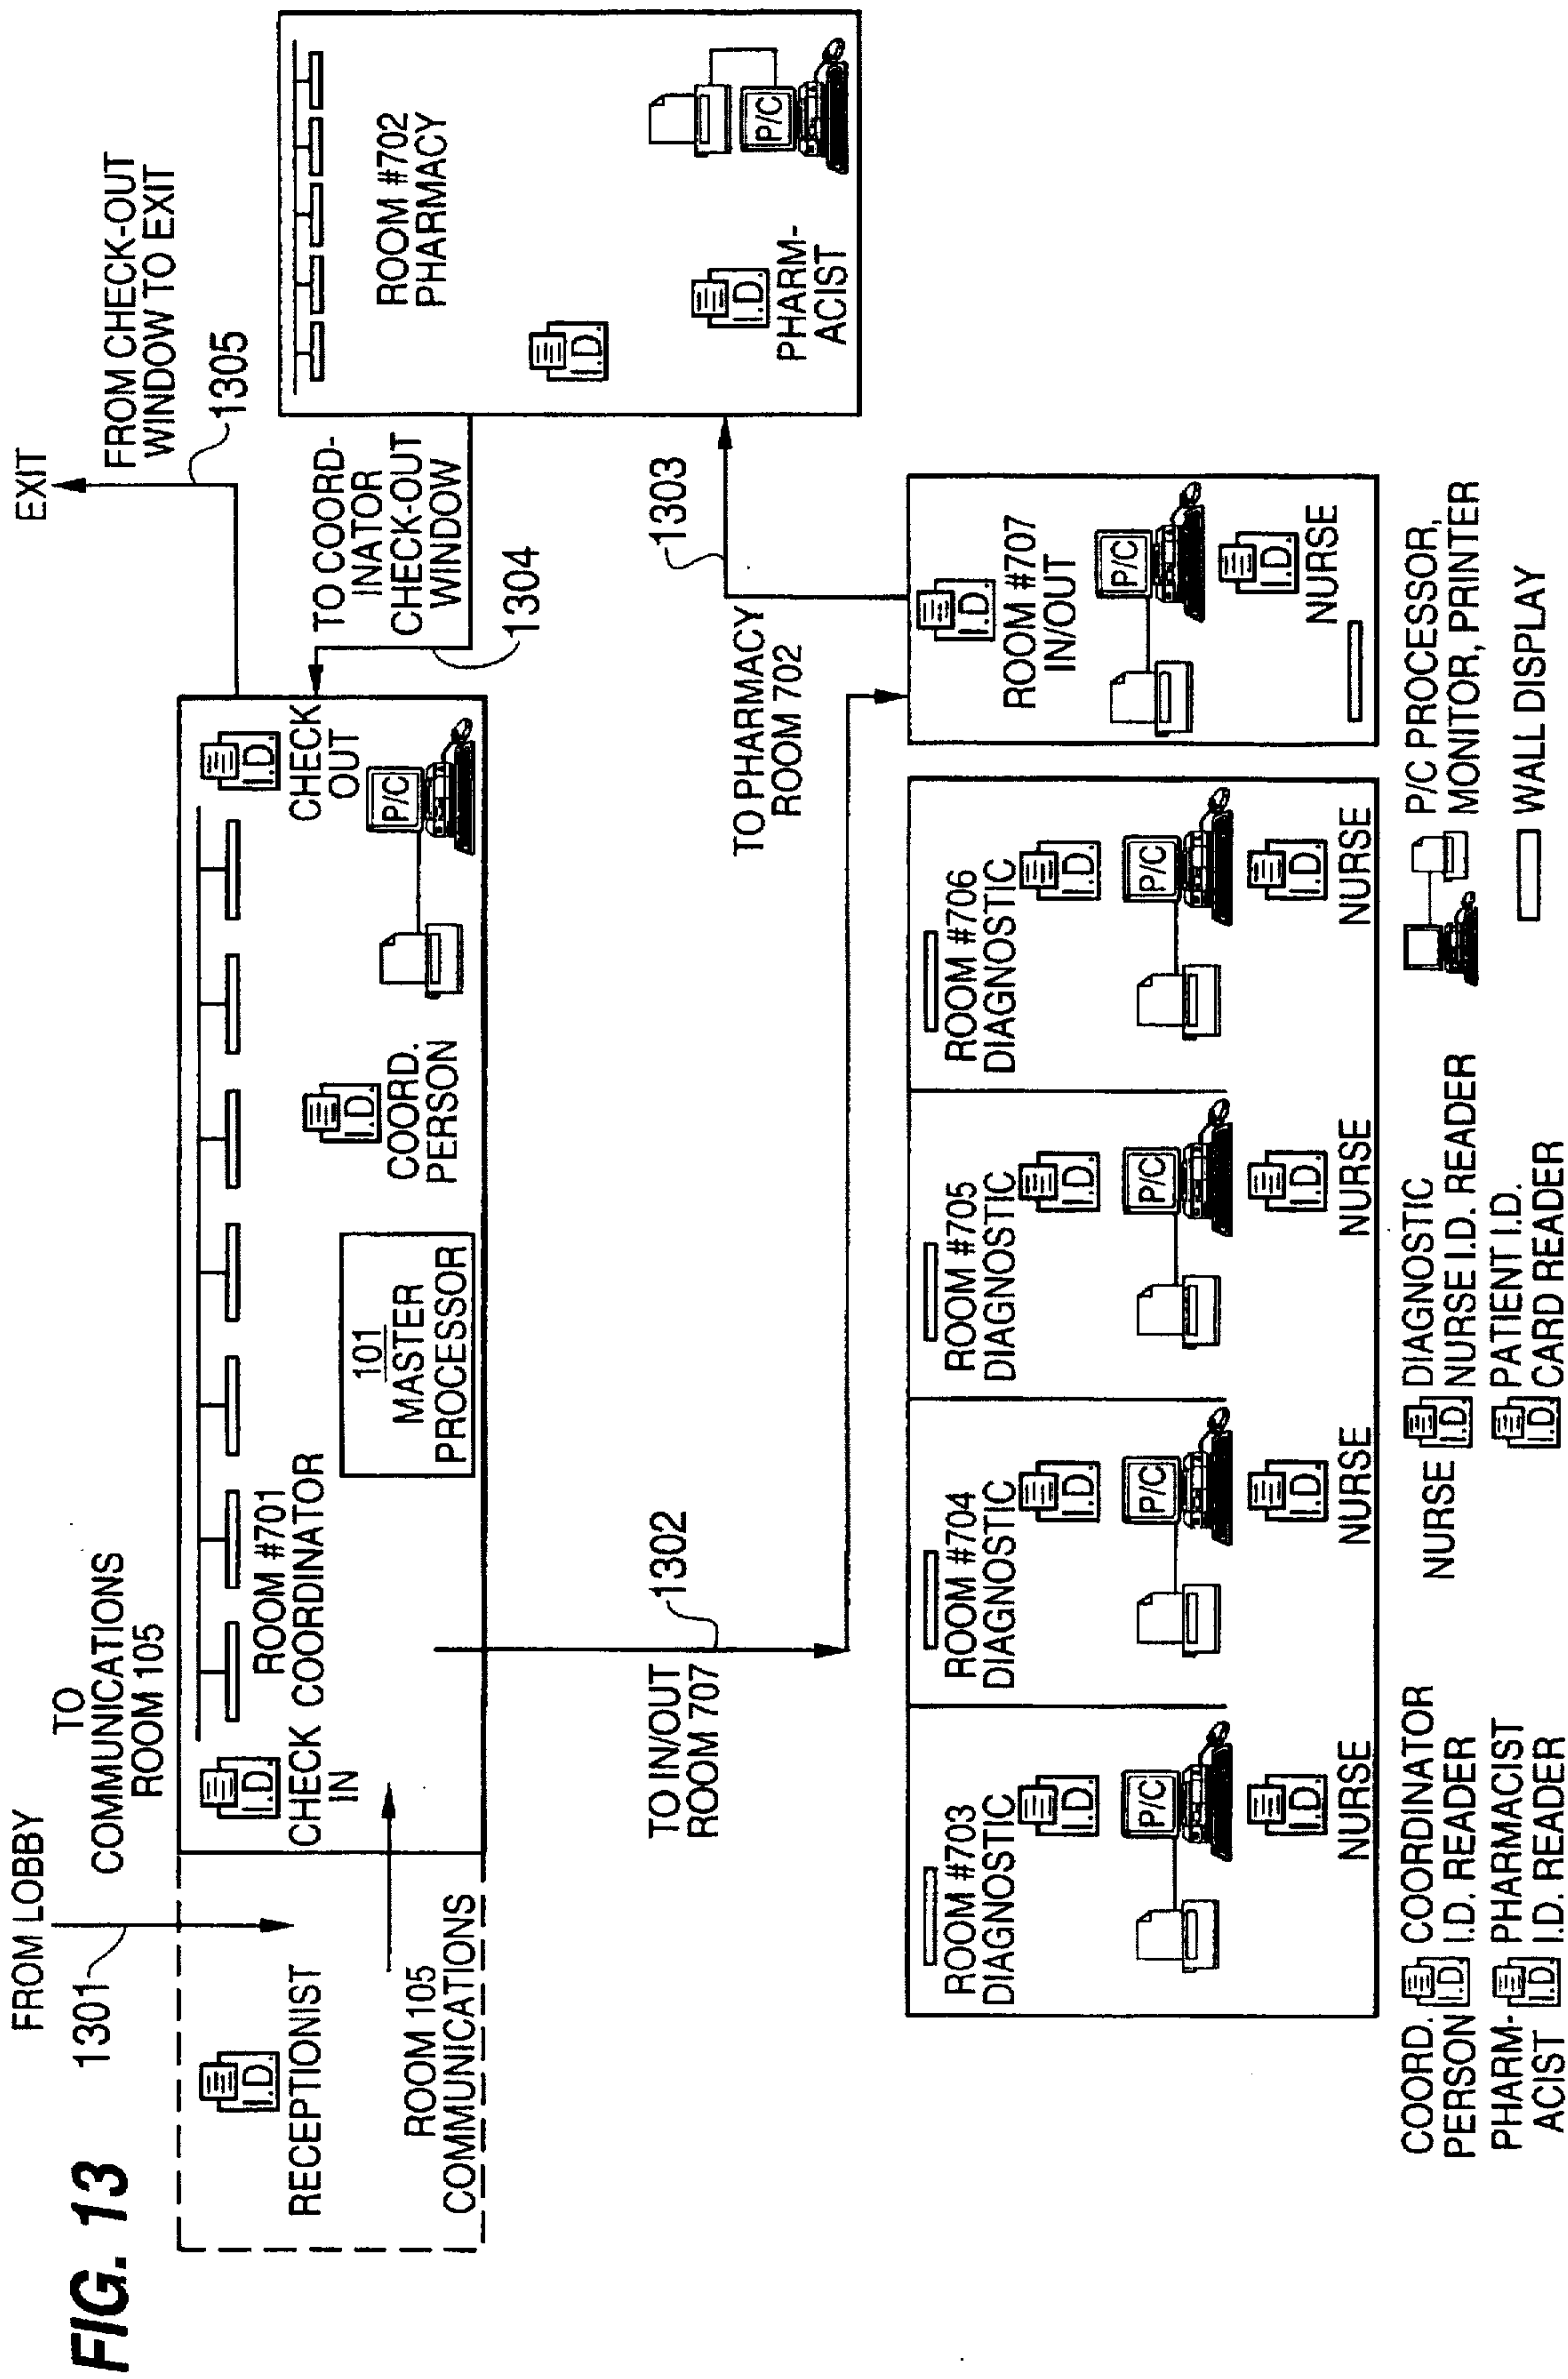 FIG. 13
FROM LOBBY
1301
TO
COMMUNICATIONS
ROOM 105
I.D.
RECEPTIONIST
ROOM 105
COMMUNICATIONS
I.D.
CHECK
IN
ROOM #701
COORDINATOR
101
MASTER
PROCESSOR
I.D.
COORD.
PERSON
I.D.
CHECK
OUT
P/C
EXIT
FROM CHECK-OUT
WINDOW TO EXIT
1305
TO COORD-
INATOR
CHECK-OUT
WINDOW
1304
ROOM #702
PHARMACY
I.D.
I.D.
PHARM-
ACIST
P/C
TO IN/OUT
ROOM 707
1302
TO PHARMACY
ROOM 702
1303
ROOM #703
DIAGNOSTIC
I.D.
P/C
I.D.
NURSE
ROOM #704
DIAGNOSTIC
I.D.
P/C
I.D.
NURSE
ROOM #705
DIAGNOSTIC
I.D.
P/C
I.D.
NURSE
ROOM #706
DIAGNOSTIC
I.D.
P/C
I.D.
NURSE
I.D.
ROOM #707
IN/OUT
P/C
I.D.
NURSE
COORD.
PERSON I.D. COORDINATOR
I.D. READER
PHARM-
ACIST I.D. PHARMACIST
I.D. READER
NURSE I.D. DIAGNOSTIC
NURSE I.D. READER
I.D. PATIENT I.D.
CARD READER
P/C PROCESSOR,
MONITOR, PRINTER
WALL DISPLAY